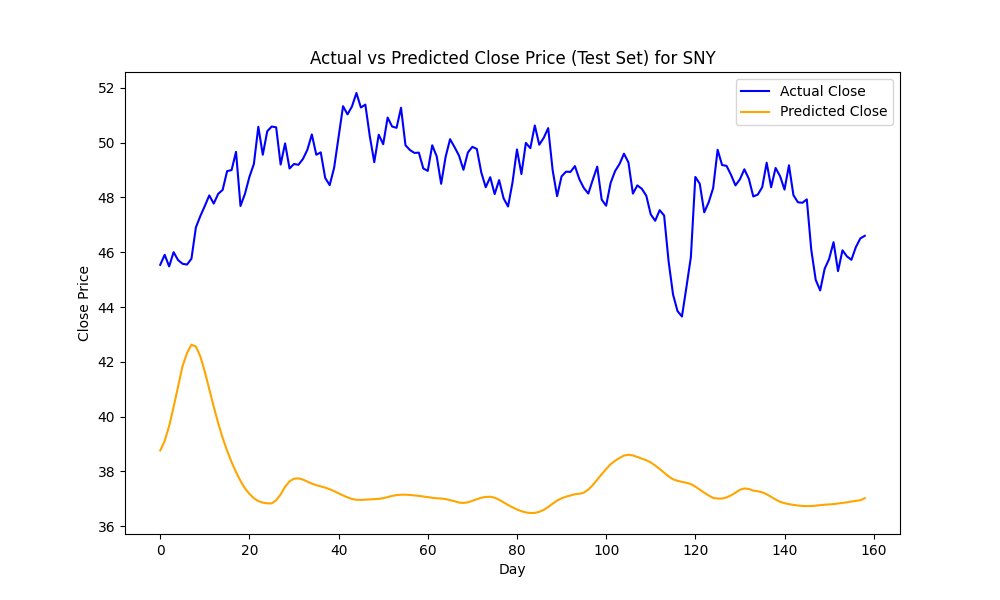 Actual vs Predicted Close Price (Test Set) for SNY
Actual Close
Predicted Close
Close Price
52
50
48
46
44
42
40
38
36
0 20 40 60 80 100 120 140 160
Day